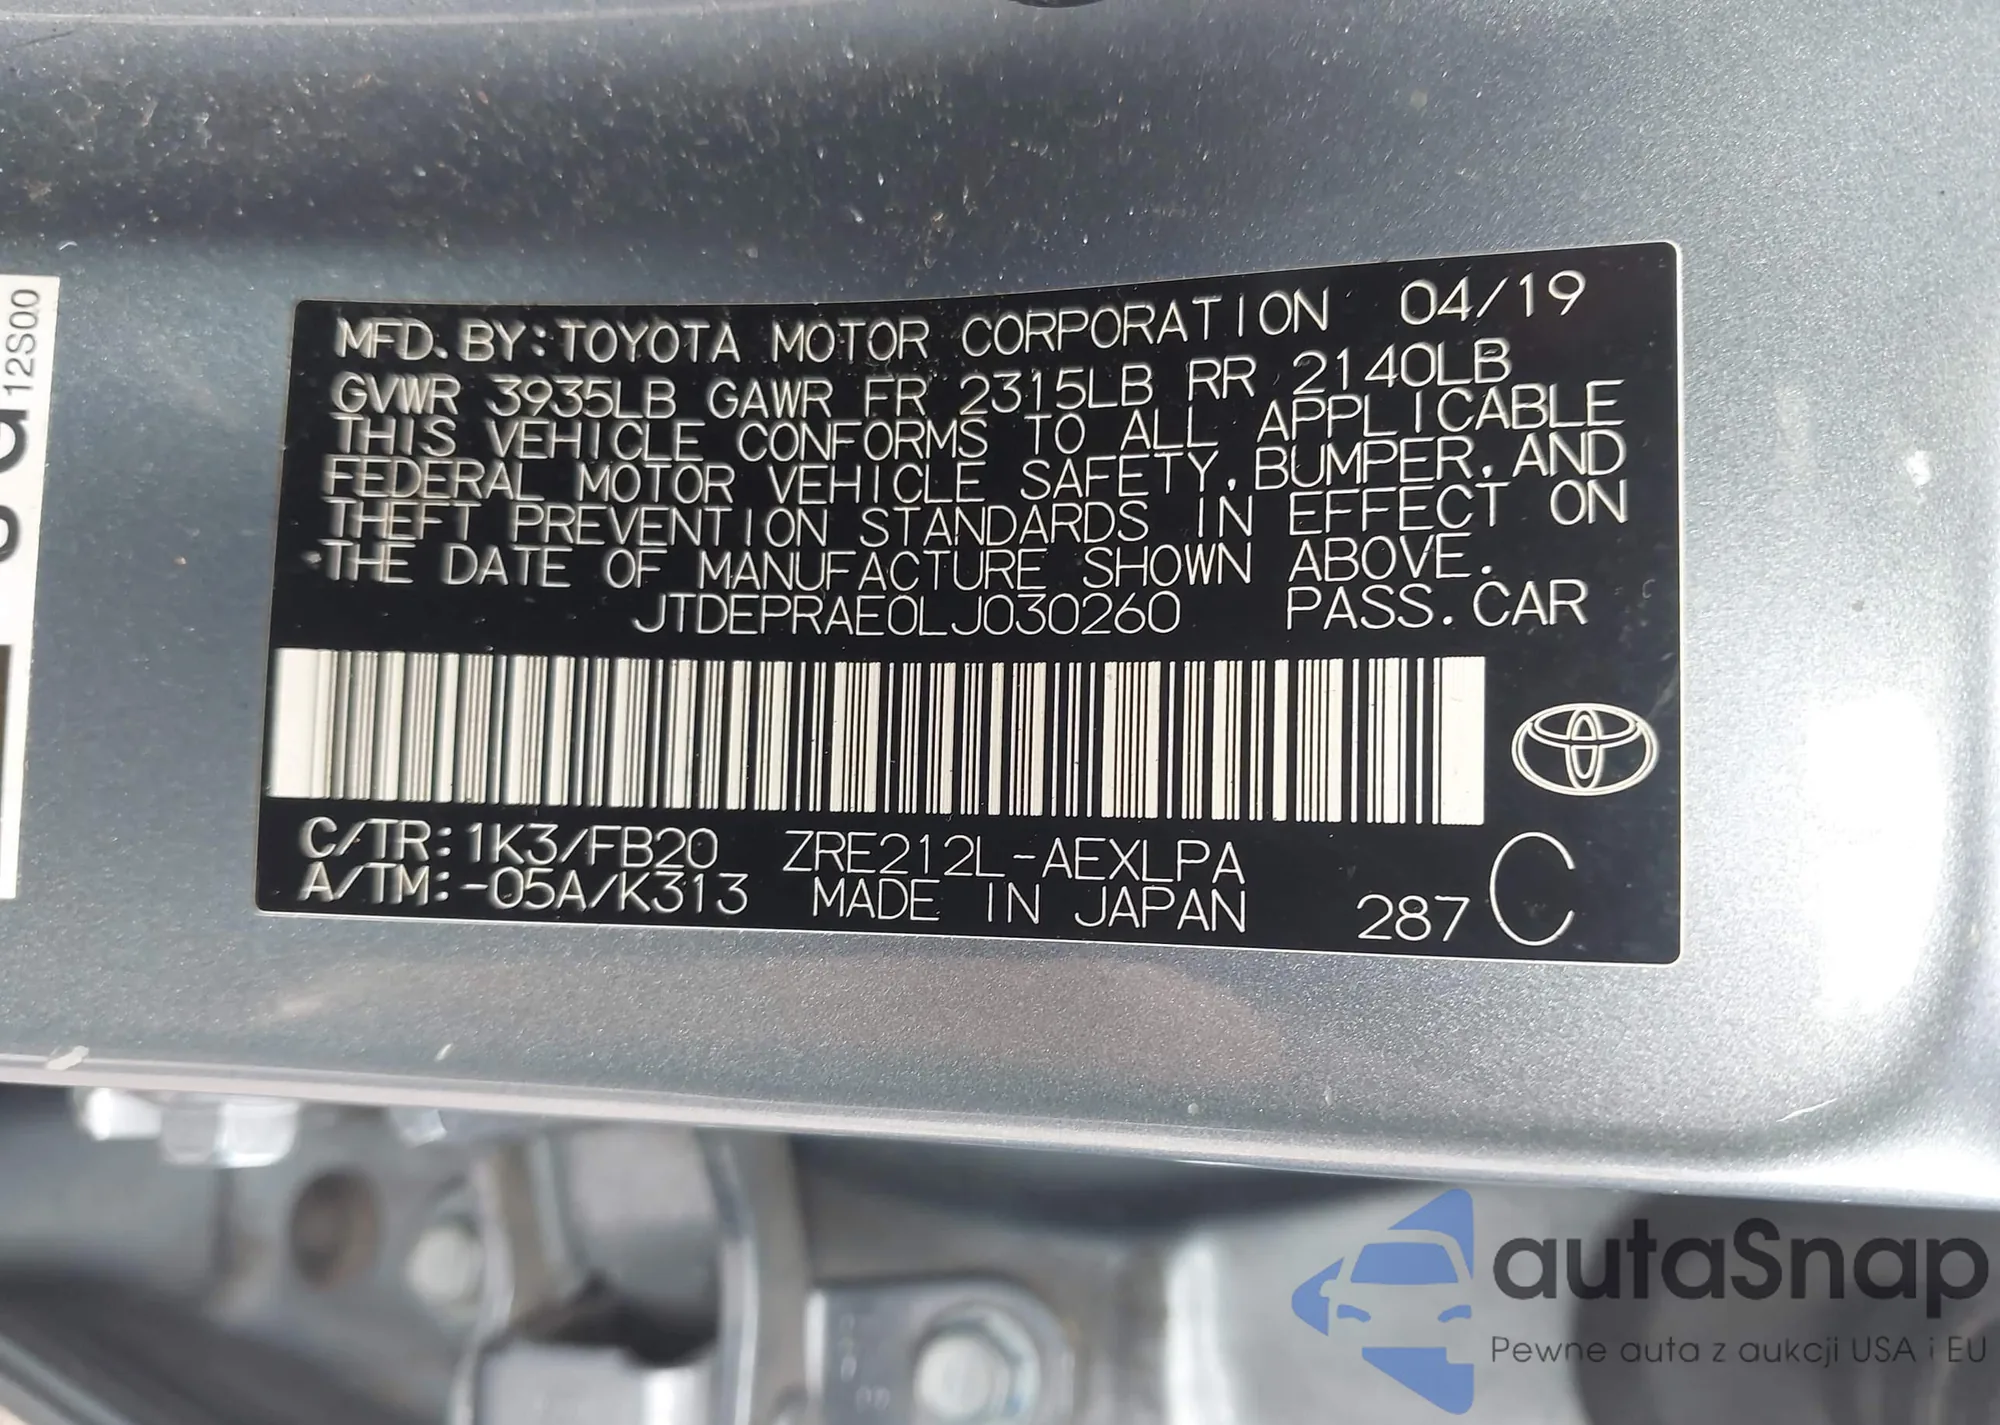 12S00
MFD. BY: TOYOTA MOTOR CORPORATION 04/19
GVWR 3935LB GAWR FR 2315LB RR 2140LB
THIS VEHICLE CONFORMS TO ALL APPLICABLE
FEDERAL MOTOR VEHICLE SAFETY, BUMPER, AND
THEFT PREVENTION STANDARDS IN EFFECT ON
THE DATE OF MANUFACTURE SHOWN ABOVE.
JTDEPRAE0LJ030260 PASS. CAR
C/TR: 1K3/FB20 ZRE212L-AEXLPA
A/TM: -05A/K313 MADE IN JAPAN 287 C
autaSnap
Pewne auta z aukcji USA i EU